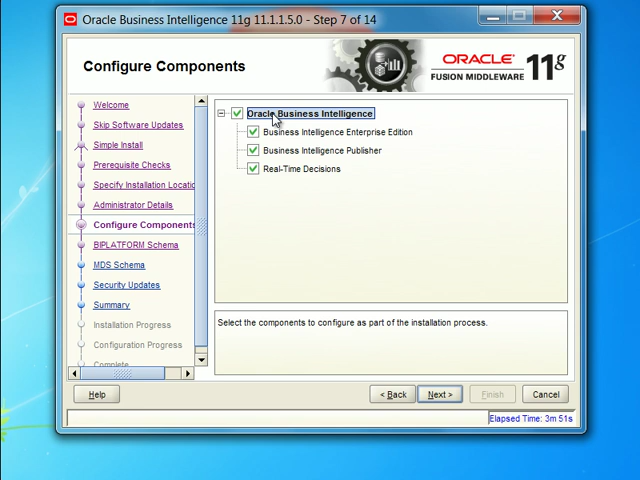 Oracle Business Intelligence 11g 11.1.1.5.0 - Step 7 of 14
Configure Components
ORACLE
FUSION MIDDLEWARE
11g
Welcome
Skip Software Updates
Simple Install
Prerequisite Checks
Specify Installation Locatio
Administrator Details
Configure Components
BIPLATFORM Schema
MDS Schema
Security Updates
Summary
Installation Progress
Configuration Progress
Complete
Oracle Business Intelligence
Business Intelligence Enterprise Edition
Business Intelligence Publisher
Real-Time Decisions
Select the components to configure as part of the installation process.
Help
< Back
Next >
Finish
Cancel
Elapsed Time: 3m 51s